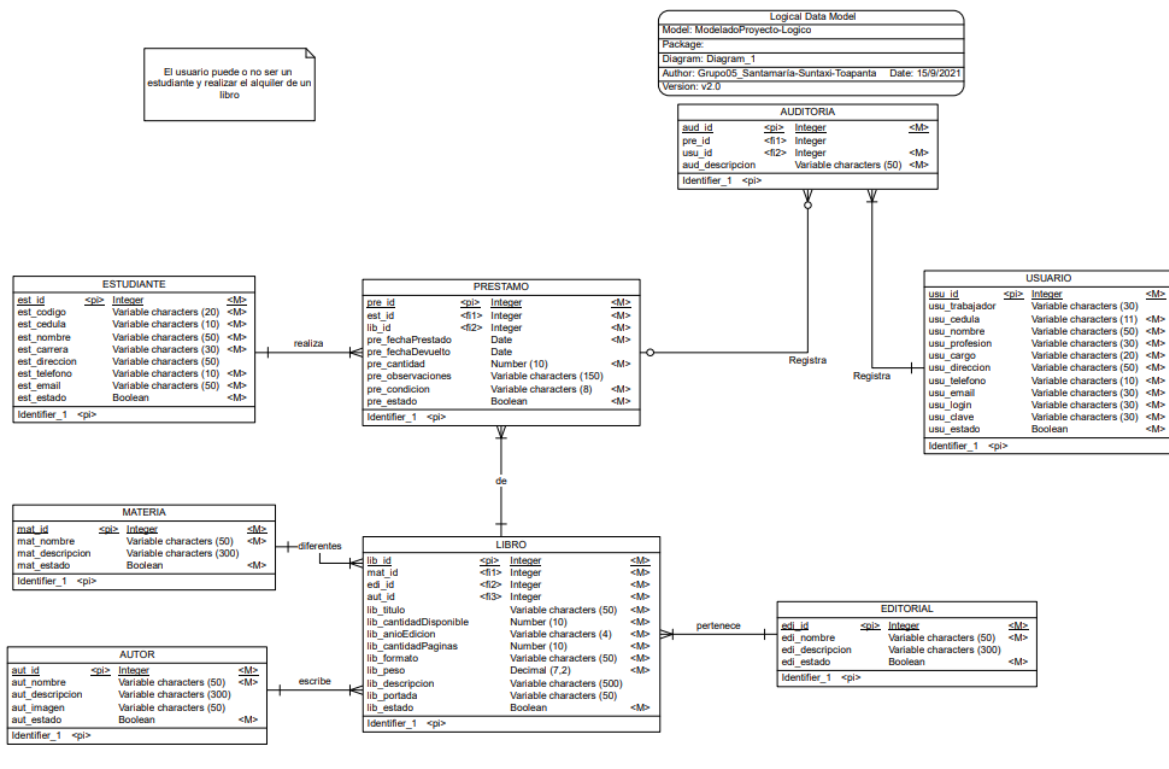 Logical Data Model
Model: ModeladoProyecto-Logico
Package:
Diagram: Diagram_1
Author: Grupo05_Santamaría-Suntaxi-Toapanta Date: 15/9/2021
Version: v2.0
El usuario puede o no ser un
estudiante y realizar el alquiler de un
libro
AUDITORIA
aud_id <pi> Integer <M>
pre_id <fi1> Integer
usu_id <fi2> Integer <M>
aud_descripcion Variable characters (50) <M>
Identifier_1 <pi>
ESTUDIANTE
est_id <pi> Integer <M>
est_codigo Variable characters (20) <M>
est_cedula Variable characters (10) <M>
est_nombre Variable characters (50) <M>
est_carrera Variable characters (30) <M>
est_direccion Variable characters (50)
est_telefono Variable characters (10) <M>
est_email Variable characters (50) <M>
est_estado Boolean <M>
Identifier_1 <pi>
realiza
PRESTAMO
pre_id <pi> Integer <M>
est_id <fi1> Integer <M>
lib_id <fi2> Integer <M>
pre_fechaPrestado Date <M>
pre_fechaDevuelto Date
pre_cantidad Number (10) <M>
pre_observaciones Variable characters (150)
pre_condicion Variable characters (8) <M>
pre_estado Boolean <M>
Identifier_1 <pi>
Registra
Registra
USUARIO
usu_id <pi> Integer <M>
usu_trabajador Variable characters (30)
usu_cedula Variable characters (11) <M>
usu_nombre Variable characters (50) <M>
usu_profesion Variable characters (30) <M>
usu_cargo Variable characters (20) <M>
usu_direccion Variable characters (50) <M>
usu_telefono Variable characters (10) <M>
usu_email Variable characters (30) <M>
usu_login Variable characters (30) <M>
usu_clave Variable characters (30) <M>
usu_estado Boolean <M>
Identifier_1 <pi>
de
MATERIA
mat_id <pi> Integer <M>
mat_nombre Variable characters (50) <M>
mat_descripcion Variable characters (300)
mat_estado Boolean <M>
Identifier_1 <pi>
diferentes
LIBRO
lib_id <pi> Integer <M>
mat_id <fi1> Integer <M>
edi_id <fi2> Integer <M>
aut_id <fi3> Integer <M>
lib_titulo Variable characters (50) <M>
lib_cantidadDisponible Number (10) <M>
lib_anioEdicion Variable characters (4) <M>
lib_cantidadPaginas Number (10) <M>
lib_formato Variable characters (50) <M>
lib_peso Decimal (7,2) <M>
lib_descripcion Variable characters (500)
lib_portada Variable characters (50)
lib_estado Boolean <M>
Identifier_1 <pi>
pertenece
EDITORIAL
edi_id <pi> Integer <M>
edi_nombre Variable characters (50) <M>
edi_descripcion Variable characters (300)
edi_estado Boolean <M>
Identifier_1 <pi>
AUTOR
aut_id <pi> Integer <M>
aut_nombre Variable characters (50) <M>
aut_descripcion Variable characters (300)
aut_imagen Variable characters (50)
aut_estado Boolean <M>
Identifier_1 <pi>
escribe